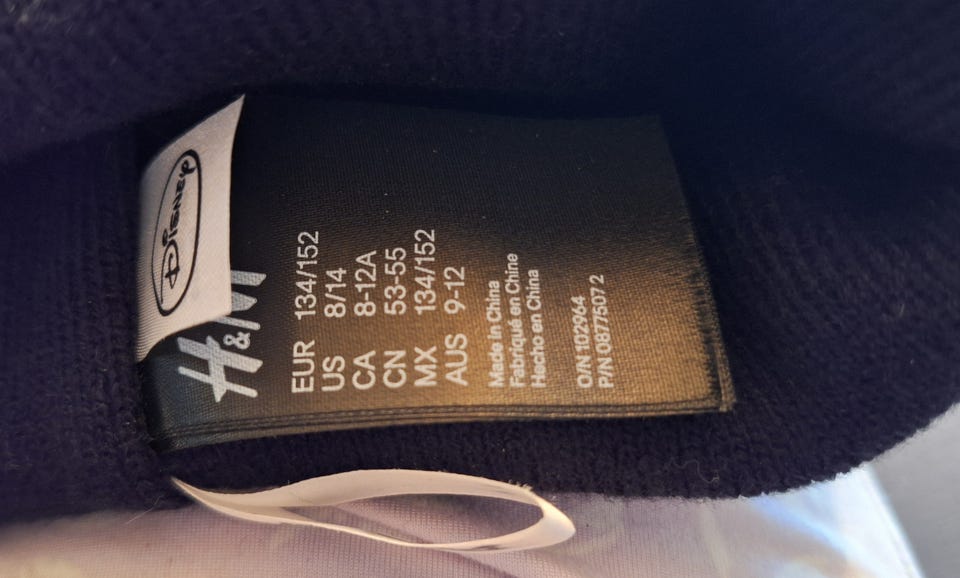 Disney
H&M
EUR 134/152
US 8/14
CA 8-12A
CN 53-55
MX 134/152
AUS 9-12
Made in China
Fabriqué en Chine
Hecho en China
O/N 102964
P/N 0877507 2